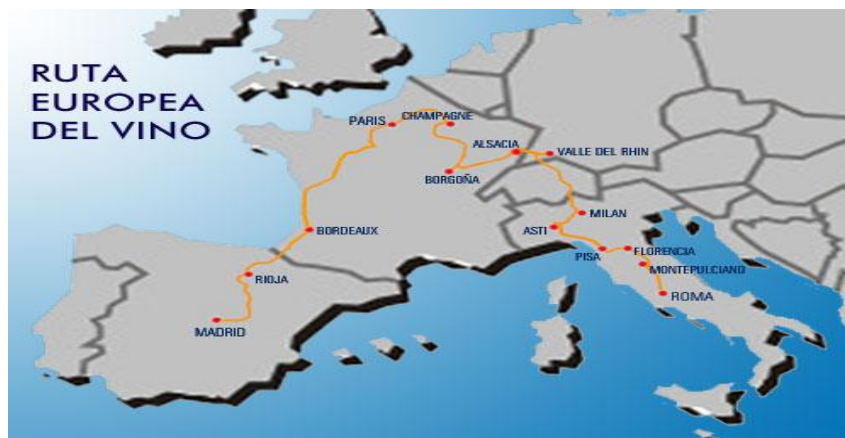 RUTA
EUROPEA
DEL VINO
PARIS
CHAMPAGNE
ALSACIA
VALLE DEL RHIN
BORGOÑA
MILAN
BORDEAUX
ASTI
FLORENCIA
PISA
MONTEPULCIANO
RIOJA
ROMA
MADRID